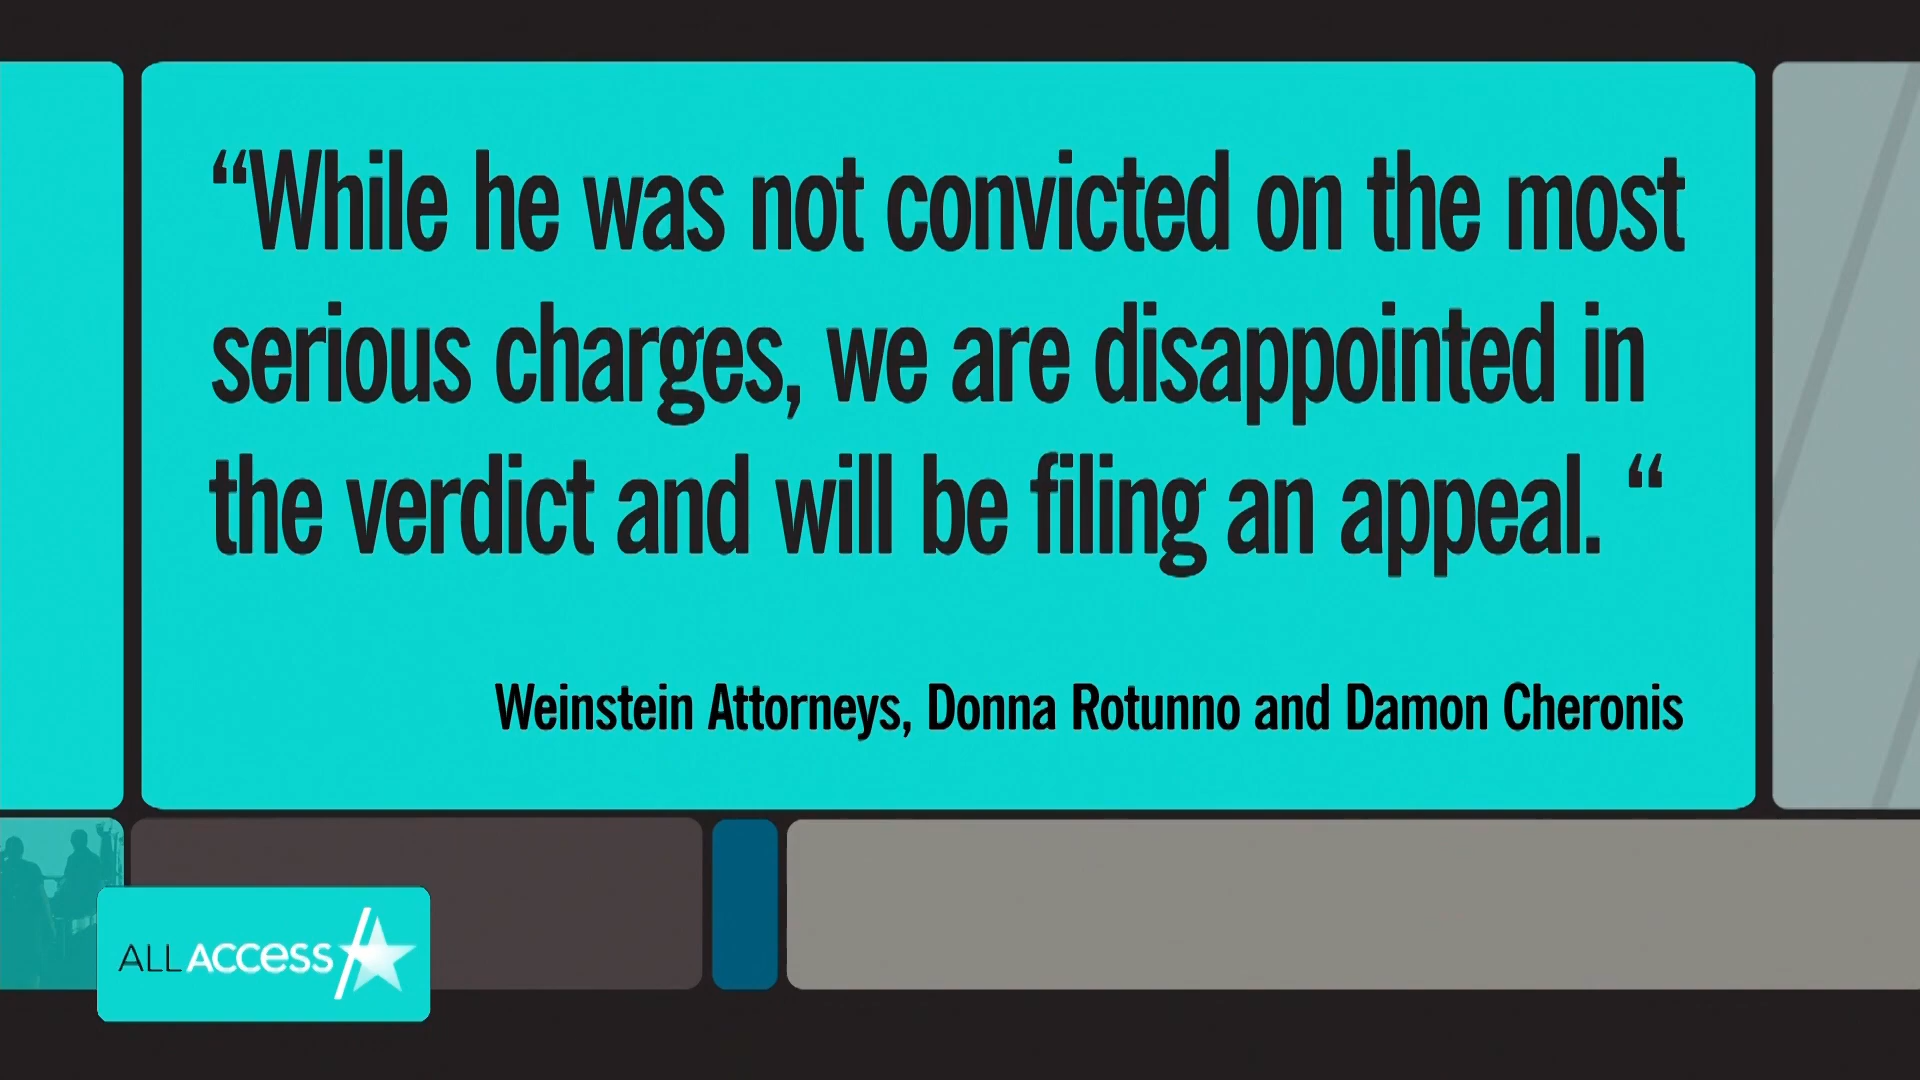 “While he was not convicted on the most
serious charges, we are disappointed in
the verdict and will be filing an appeal. “
Weinstein Attorneys, Donna Rotunno and Damon Cheronis
ALL ACCESS